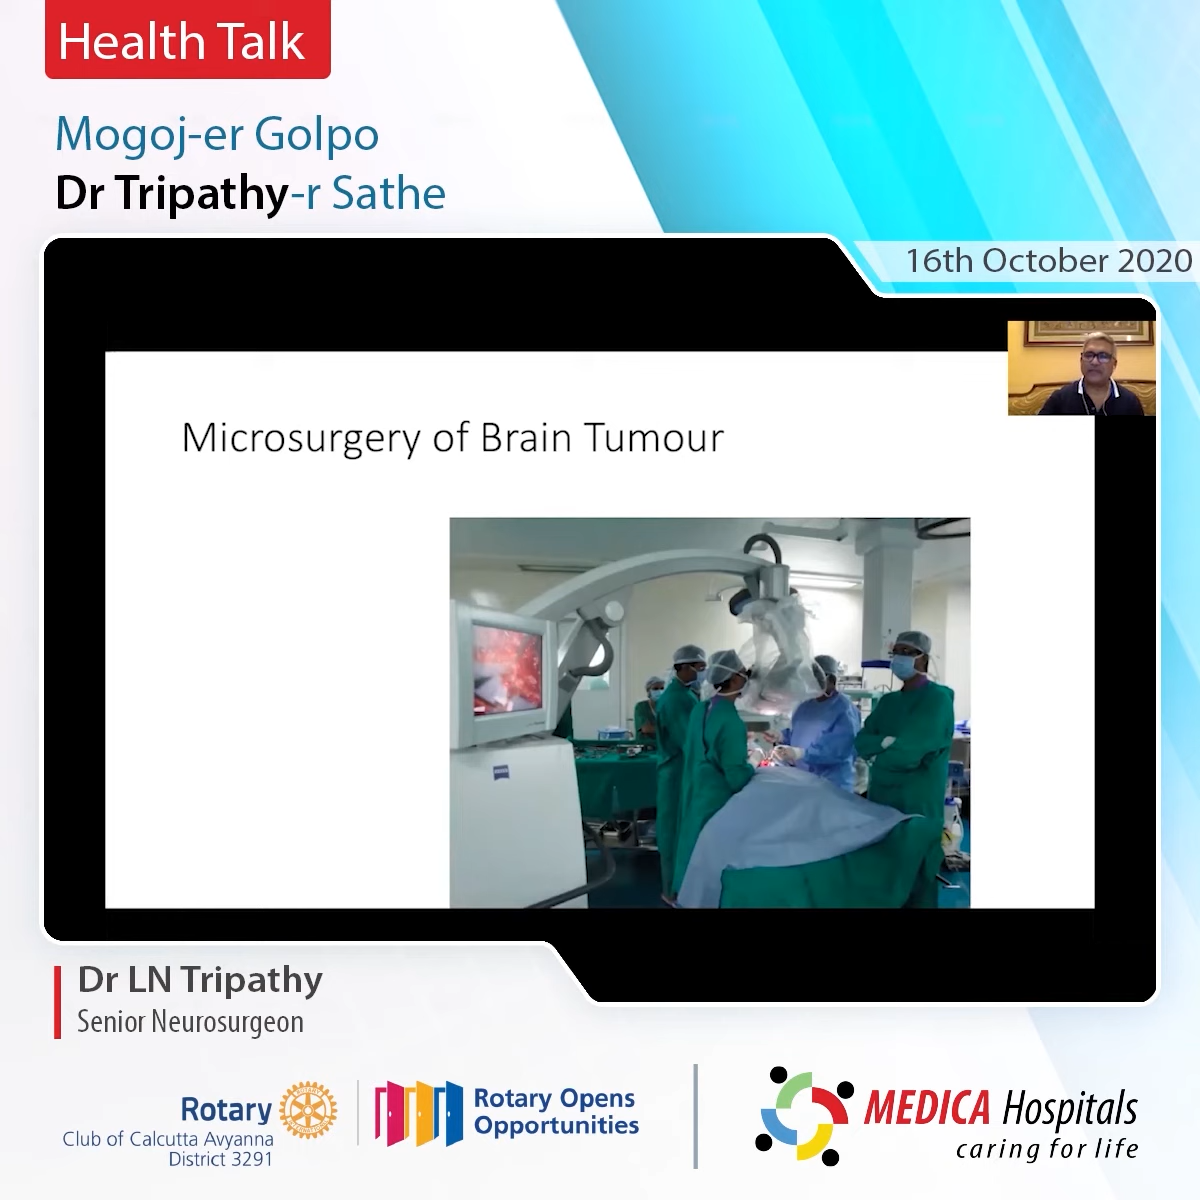 Health Talk
Mogoj-er Golpo
Dr Tripathy-r Sathe
16th October 2020
Microsurgery of Brain Tumour
Dr LN Tripathy
Senior Neurosurgeon
Rotary
Club of Calcutta Avyanna
District 3291
Rotary Opens
Opportunities
MEDICA Hospitals
caring for life